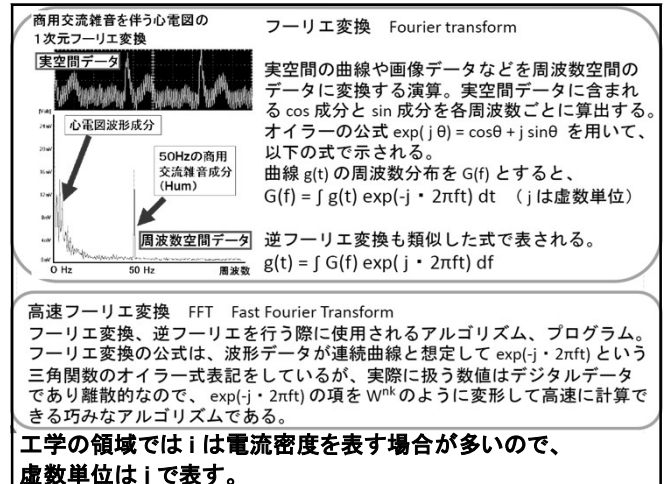 商用交流雑音を伴う心電図の
1次元フーリエ変換
実空間データ
心電図波形成分
50Hzの商用
交流雑音成分
(Hum)
周波数空間データ
0 Hz
50 Hz
周波数
フーリエ変換 Fourier transform
実空間の曲線や画像データなどを周波数空間の
データに変換する演算。実空間データに含まれ
る cos 成分と sin 成分を各周波数ごとに算出する。
オイラーの公式 exp( j θ) = cosθ + j sinθ を用いて、
以下の式で示される。
曲線 g(t) の周波数分布を G(f) とすると、
G(f) = ∫ g(t) exp(-j・2πft) dt （ j は虚数単位）
逆フーリエ変換も類似した式で表される。
g(t) = ∫ G(f) exp( j・2πft) df
高速フーリエ変換 FFT Fast Fourier Transform
フーリエ変換、逆フーリエを行う際に使用されるアルゴリズム、プログラム。
フーリエ変換の公式は、波形データが連続曲線と想定して exp(-j・2πft) という
三角関数のオイラー式表記をしているが、実際に扱う数値はデジタルデータ
であり離散的なので、 exp(-j・2πft) の項を Wⁿᵏ のように変形して高速に計算で
きる巧みなアルゴリズムである。
工学の領域では i は電流密度を表す場合が多いので、
虚数単位は j で表す。